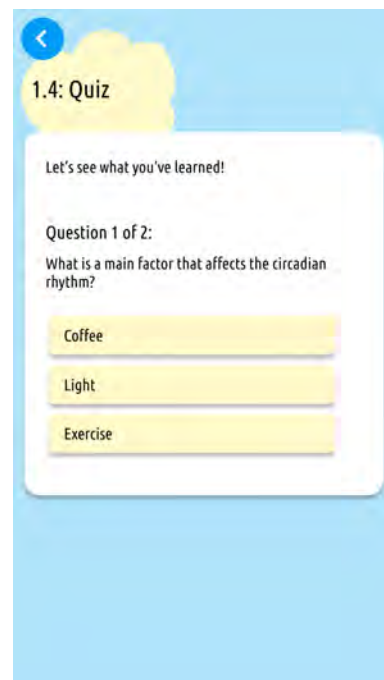 1.4: Quiz
Let's see what you've learned!
Question 1 of 2:
What is a main factor that affects the circadian
rhythm?
Coffee
Light
Exercise